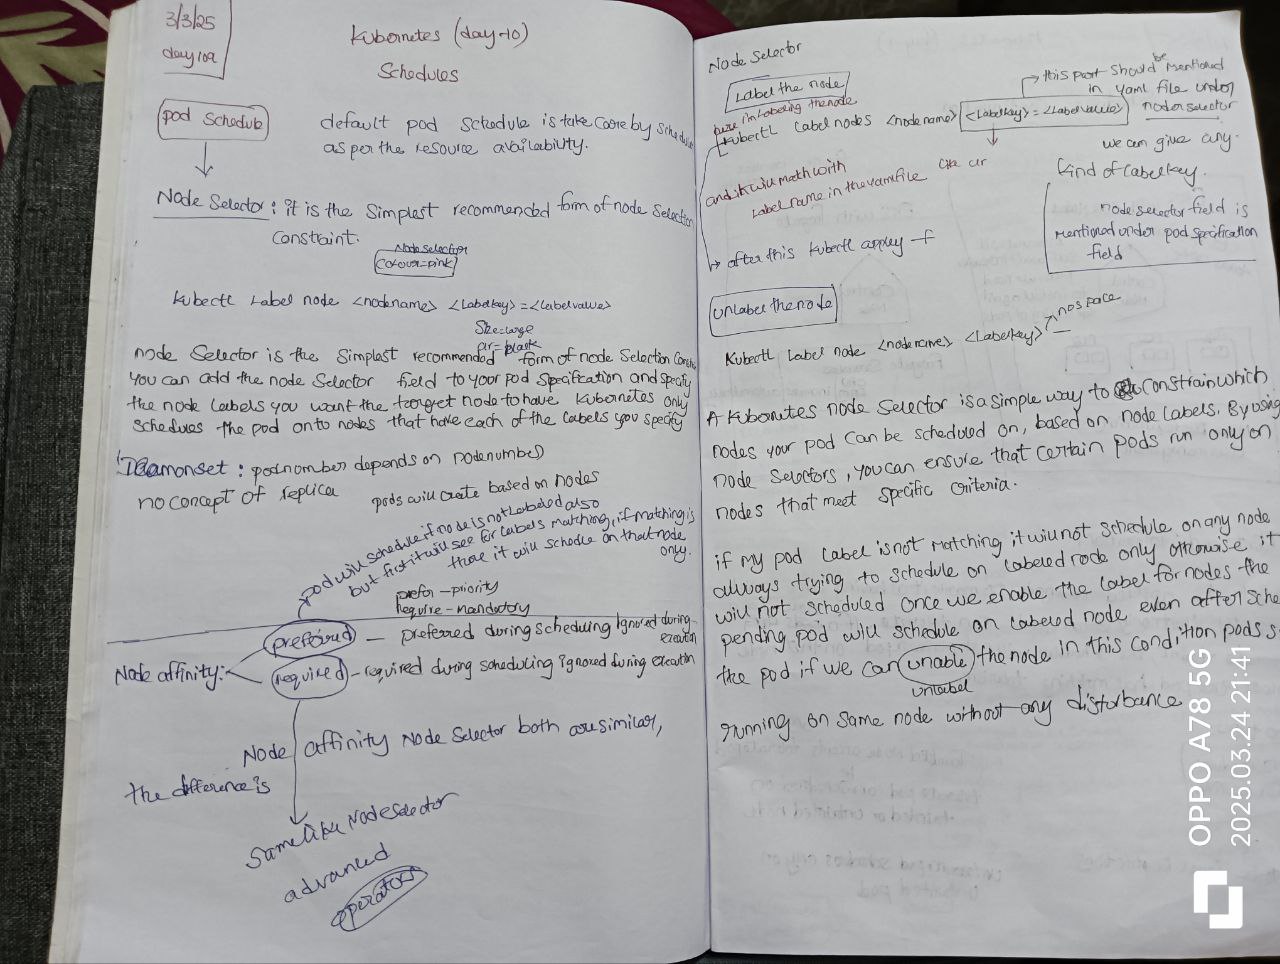 3/3/25
day 109
Kubernetes (day-10)
Schedules
pod Schedule
default pod schedule is take care by
as per the resource availability.
Node Selector : it is the Simplest recommended form of node Selection
constraint.
Node selector
Colour=pink
Kubectl Label node <nodename> <Labelkey> = <labelvalue>
Size=large
node Selector is the Simplest recommended form of node Selection
you can add the node Selector field to your pod specification and specify
the node labels you want the target node to have Kubernetes only
schedules the pod onto nodes that have each of the labels you specify
Daemonset : pod number depends on node number
no concept of replica
pods will create based on nodes
pod will schedule if node is not labeled also
but first it will see for labels matching, if matching is
there it will schedule on that node
only.
prefer - priority
Require - mandatory
preferred - preferred during scheduling Ignored during
execution
Node affinity:
required - required during scheduling ignored during execution
Node affinity Node Selector both are similar,
the difference is
Same like Node Selector
advanced
operators
Node Selector
Label the node
in Labeling the node
kubectl Label nodes <node name> <Labelkey> = <Labelvalue>
this part should be mentioned
in yaml file under
node selector
we can give any
kind of label key.
and it will match with
Label name in the yaml file
node selector field is
mentioned under pod specification
field
after this kubectl appley -f
Unlabel the node
Kubectl Label node <node name> <Labelkey> -
no space
A Kubernetes node Selector is a simple way to constrain which
nodes your pod can be scheduled on, based on node labels. By using
node selectors, you can ensure that certain pods run only on
nodes that meet specific criteria.
if my pod label is not matching it will not schedule on any node
always trying to schedule on labeled node only otherwise it
will not scheduled once we enable the label for nodes the
pending pod will schedule on labeled node even after
the pod if we can unable the node in this condition pods
unlabel
running on same node without any disturbance
OPPO A78 5G
2025.03.24 21:41